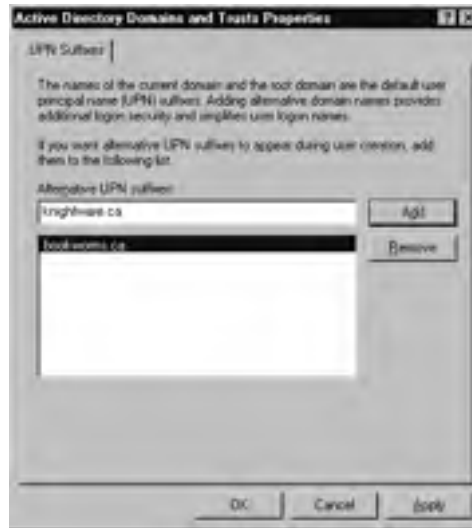 Active Directory Domains and Trusts Properties
UPN Suffixes
The names of the current domain and the root domain are the default user
principal name (UPN) suffixes. Adding alternative domain names provides
additional logon security and simplifies user logon names.
If you want alternative UPN suffixes to appear during user creation, add
them to the following list.
Alternative UPN suffixes:
knightware.ca
Add
bookworms.ca
Remove
OK
Cancel
Apply